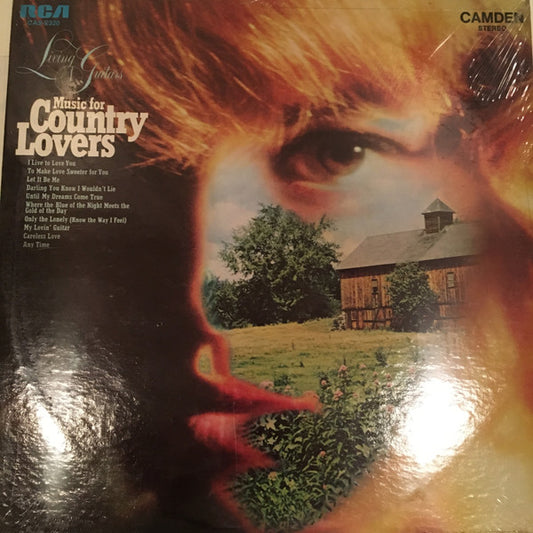 RCA
CAS-2320
CAMDEN
STEREO
Living Guitars
Music for
Country
Lovers
I Live to Love You
To Make Love Sweeter for You
Let It Be Me
Darling You Know I Wouldn't Lie
Until My Dreams Come True
Where the Blue of the Night Meets the
Gold of the Day
Only the Lonely (Know the Way I Feel)
My Lovin' Guitar
Careless Love
Any Time